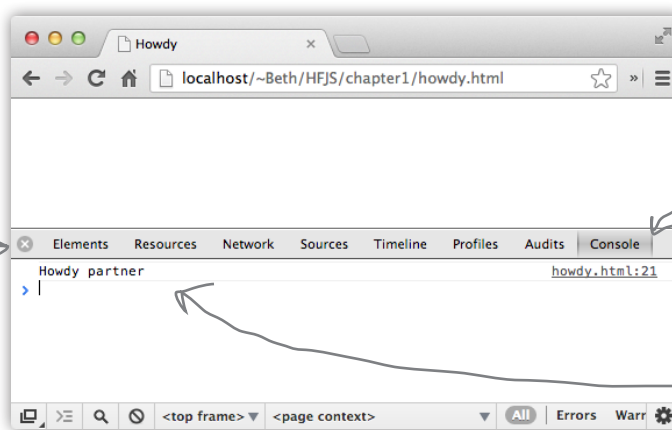 Howdy
localhost/~Beth/HFJS/chapter1/howdy.html »
Elements Resources Network Sources Timeline Profiles Audits Console
Howdy partner howdy.html:21
<top frame> <page context> All Errors Warr